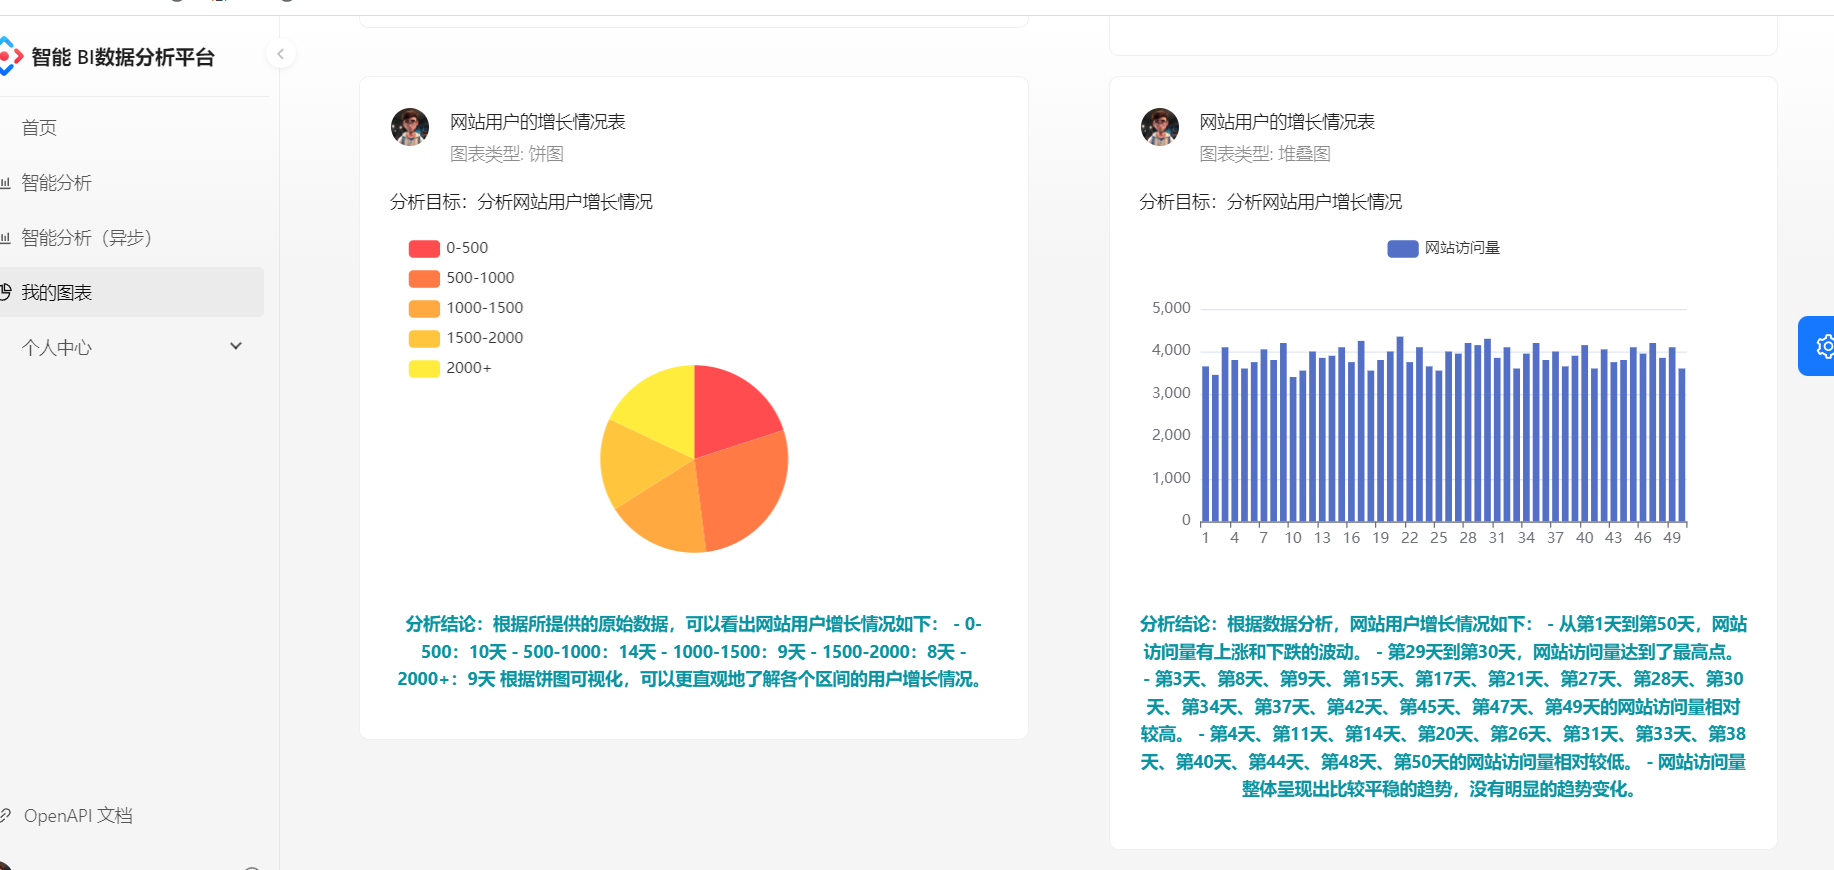 智能 BI数据分析平台
首页
智能分析
智能分析（异步）
我的图表
个人中心
OpenAPI 文档
网站用户的增长情况表
图表类型: 饼图
分析目标：分析网站用户增长情况
0-500
500-1000
1000-1500
1500-2000
2000+
分析结论：根据所提供的原始数据，可以看出网站用户增长情况如下： - 0-
500：10天 - 500-1000：14天 - 1000-1500：9天 - 1500-2000：8天 -
2000+：9天 根据饼图可视化，可以更直观地了解各个区间的用户增长情况。
网站用户的增长情况表
图表类型: 堆叠图
分析目标：分析网站用户增长情况
网站访问量
5,000
4,000
3,000
2,000
1,000
0
1 4 7 10 13 16 19 22 25 28 31 34 37 40 43 46 49
分析结论：根据数据分析，网站用户增长情况如下： - 从第1天到第50天，网站
访问量有上涨和下跌的波动。 - 第29天到第30天，网站访问量达到了最高点。
- 第3天、第8天、第9天、第15天、第17天、第21天、第27天、第28天、第30
天、第34天、第37天、第42天、第45天、第47天、第49天的网站访问量相对
较高。 - 第4天、第11天、第14天、第20天、第26天、第31天、第33天、第38
天、第40天、第44天、第48天、第50天的网站访问量相对较低。 - 网站访问量
整体呈现出比较平稳的趋势，没有明显的趋势变化。